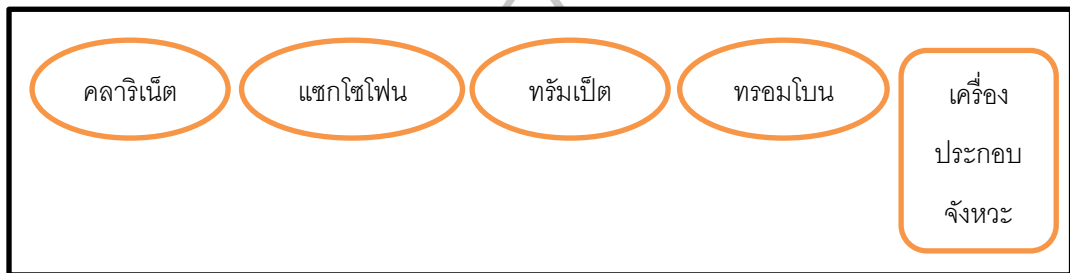 คลาริเน็ต
แซกโซโฟน
ทรัมเป็ต
ทรอมโบน
เครื่อง
ประกอบ
จังหวะ